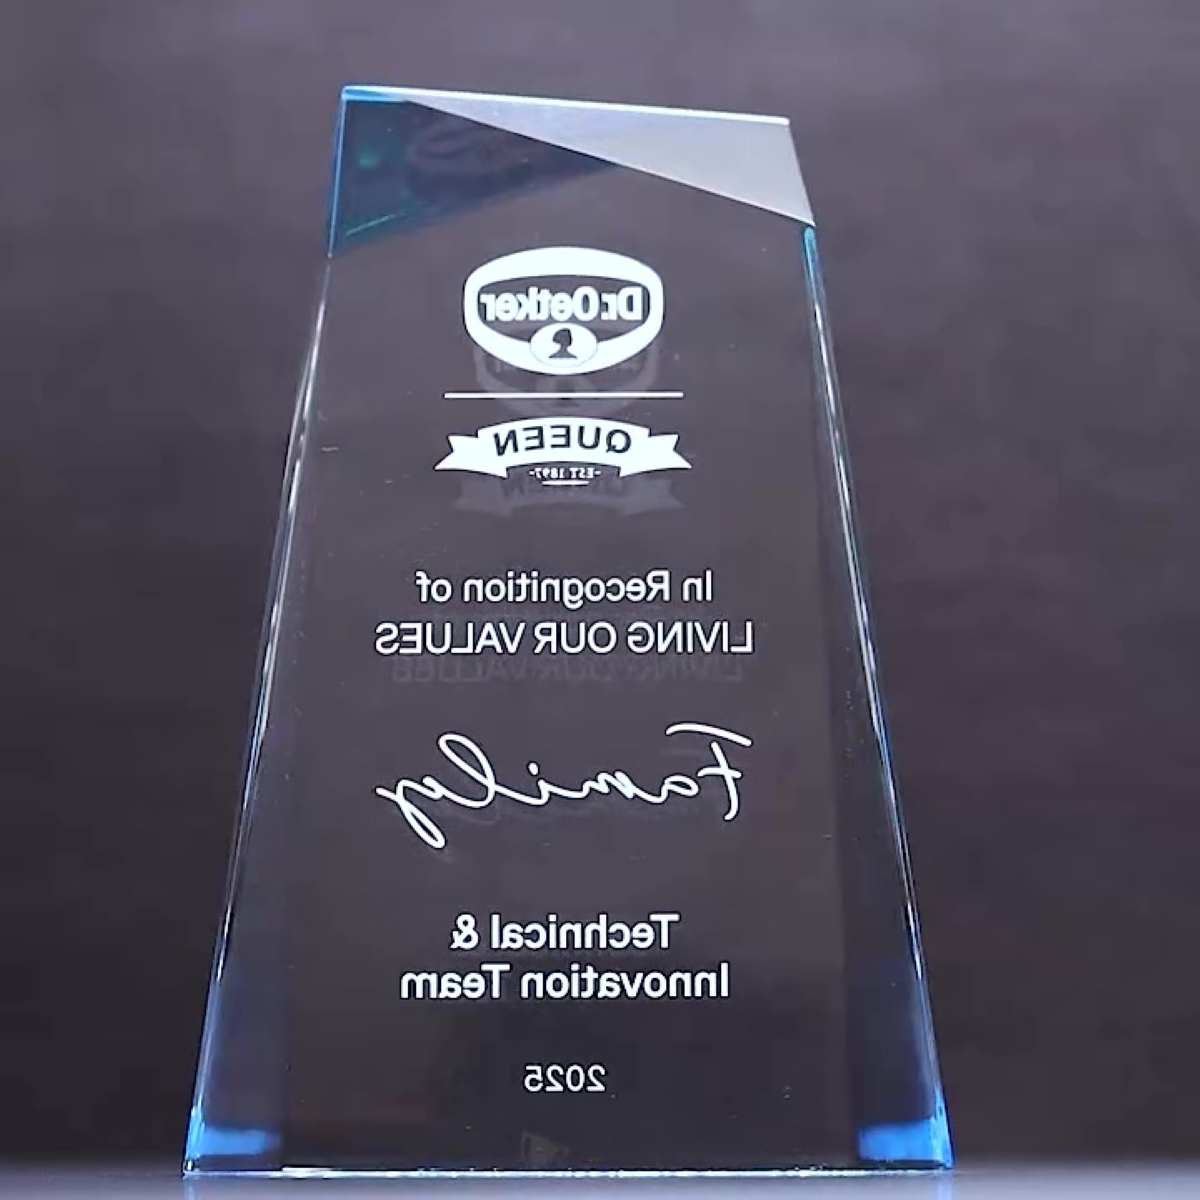 Dr.Oetker
QUEEN
-EST 1897-
In Recognition of
LIVING OUR VALUES
Family
Technical &
Innovation Team
2025